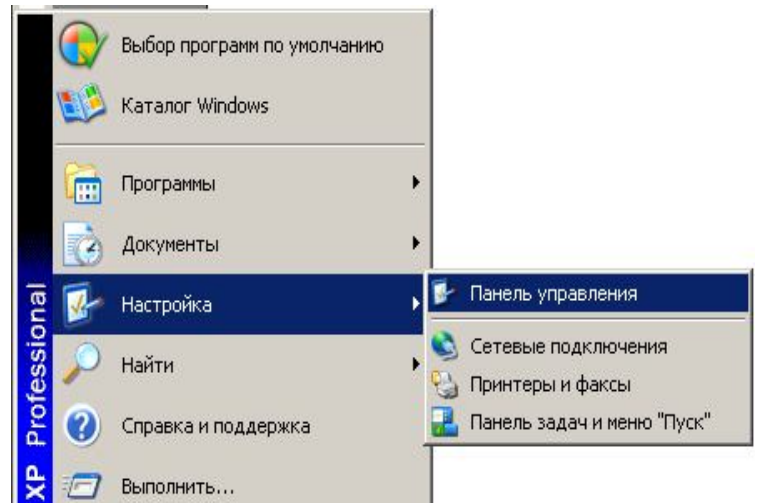 Выбор программ по умолчанию
Каталог Windows
Программы
Документы
Настройка
Найти
Справка и поддержка
Выполнить...
Панель управления
Сетевые подключения
Принтеры и факсы
Панель задач и меню "Пуск"
XP Professional